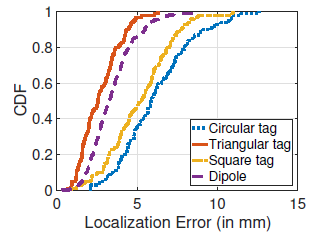 1
0.8
0.6
0.4
0.2
0
CDF
Circular tag
Triangular tag
Square tag
Dipole
0 5 10 15
Localization Error (in mm)